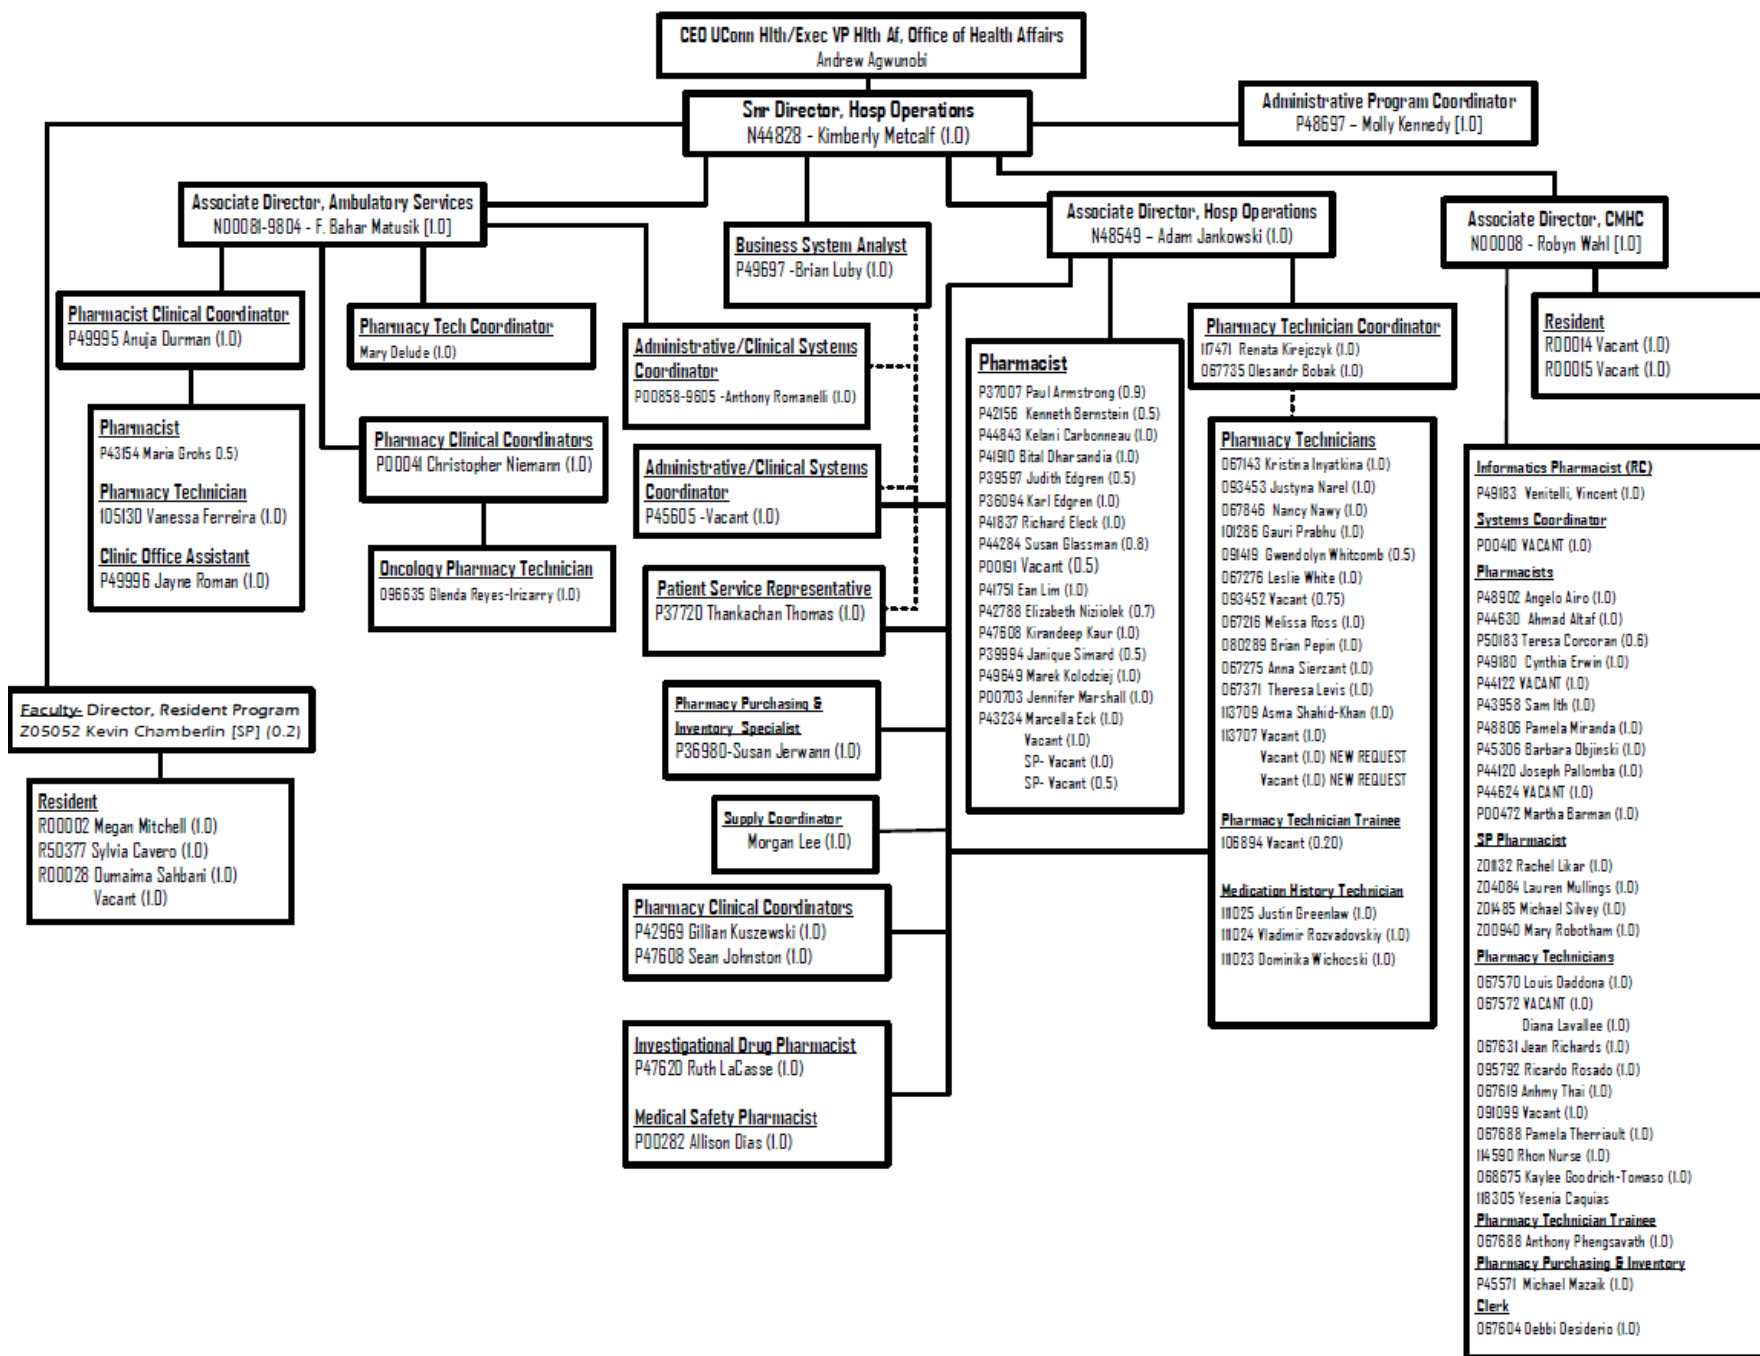 CEO UConn Hlth/Exec VP Hlth Af, Office of Health Affairs
Andrew Agwunobi
Snr Director, Hosp Operations
N44828 - Kimberly Metcalf (1.0)
Administrative Program Coordinator
P48697 – Molly Kennedy [1.0]
Associate Director, Ambulatory Services
N00081-9804 - F. Bahar Matusik [1.0]
Business System Analyst
P49697 -Brian Luby (1.0)
Associate Director, Hosp Operations
N48549 – Adam Jankowski (1.0)
Associate Director, CMHC
N00008 - Robyn Wahl [1.0]
Pharmacist Clinical Coordinator
P49995 Anuja Durman (1.0)
Pharmacy Tech Coordinator
Mary Delude (1.0)
Administrative/Clinical Systems
Coordinator
P00858-9605 -Anthony Romanelli (1.0)
Pharmacist
P43154 Maria Grohs 0.5)
Pharmacy Technician
105130 Vanessa Ferreira (1.0)
Clinic Office Assistant
P49996 Jayne Roman (1.0)
Pharmacy Clinical Coordinators
P00041 Christopher Niemann (1.0)
Oncology Pharmacy Technician
096635 Glenda Reyes-Irizarry (1.0)
Administrative/Clinical Systems
Coordinator
P45605 -Vacant (1.0)
Patient Service Representative
P37720 Thankachan Thomas (1.0)
Pharmacy Purchasing &
Inventory Specialist
P36980-Susan Jerwann (1.0)
Supply Coordinator
Morgan Lee (1.0)
Pharmacy Clinical Coordinators
P42969 Gillian Kuszewski (1.0)
P47608 Sean Johnston (1.0)
Investigational Drug Pharmacist
P47620 Ruth LaCasse (1.0)
Medical Safety Pharmacist
P00282 Allison Dias (1.0)
Faculty- Director, Resident Program
Z05052 Kevin Chamberlin [SP] (0.2)
Resident
R00002 Megan Mitchell (1.0)
R50377 Sylvia Cavero (1.0)
R00028 Oumaima Sahbani (1.0)
Vacant (1.0)
Pharmacist
P37007 Paul Armstrong (0.9)
P42156 Kenneth Bernstein (0.5)
P44843 Kelani Carbonneau (1.0)
P41910 Bital Dharsandia (1.0)
P39597 Judith Edgren (0.5)
P36094 Karl Edgren (1.0)
P41837 Richard Eleck (1.0)
P44284 Susan Glassman (0.8)
P00191 Vacant (0.5)
P41751 Ean Lim (1.0)
P42788 Elizabeth Niziiolek (0.7)
P47608 Kirandeep Kaur (1.0)
P39994 Janique Simard (0.5)
P49649 Marek Kolodziej (1.0)
P00703 Jennifer Marshall (1.0)
P43234 Marcella Eck (1.0)
Vacant (1.0)
SP- Vacant (1.0)
SP- Vacant (0.5)
Pharmacy Technician Coordinator
117471 Renata Kirejczyk (1.0)
067735 Olesandr Bobak (1.0)
Pharmacy Technicians
067143 Kristina Inyatkina (1.0)
093453 Justyna Narel (1.0)
067846 Nancy Nawy (1.0)
101286 Gauri Prabhu (1.0)
091419 Gwendolyn Whitcomb (0.5)
067276 Leslie White (1.0)
093452 Vacant (0.75)
067216 Melissa Ross (1.0)
080289 Brian Pepin (1.0)
067275 Anna Sierzant (1.0)
067371 Theresa Levis (1.0)
113709 Asma Shahid-Khan (1.0)
113707 Vacant (1.0)
Vacant (1.0) NEW REQUEST
Vacant (1.0) NEW REQUEST
Pharmacy Technician Trainee
106894 Vacant (0.20)
Medication History Technician
111025 Justin Greenlaw (1.0)
111024 Vladimir Rozvadovskiy (1.0)
111023 Dominika Wichocski (1.0)
Resident
R00014 Vacant (1.0)
R00015 Vacant (1.0)
Informatics Pharmacist (RC)
P49183 Venitelli, Vincent (1.0)
Systems Coordinator
P00410 VACANT (1.0)
Pharmacists
P48902 Angelo Airo (1.0)
P44630 Ahmad Altaf (1.0)
P50183 Teresa Corcoran (0.6)
P49180 Cynthia Erwin (1.0)
P44122 VACANT (1.0)
P43958 Sam Ith (1.0)
P48806 Pamela Miranda (1.0)
P45306 Barbara Objinski (1.0)
P44120 Joseph Pallomba (1.0)
P44624 VACANT (1.0)
P00472 Martha Barman (1.0)
SP Pharmacist
Z01132 Rachel Likar (1.0)
Z04084 Lauren Mullings (1.0)
Z01485 Michael Silvey (1.0)
Z00940 Mary Robotham (1.0)
Pharmacy Technicians
067570 Louis Daddona (1.0)
067572 VACANT (1.0)
Diana Lavallee (1.0)
067631 Jean Richards (1.0)
095792 Ricardo Rosado (1.0)
067619 Anhmy Thai (1.0)
091099 Vacant (1.0)
067688 Pamela Therriault (1.0)
114590 Rhon Nurse (1.0)
068675 Kaylee Goodrich-Tomaso (1.0)
118305 Yesenia Caquias
Pharmacy Technician Trainee
067688 Anthony Phengsavath (1.0)
Pharmacy Purchasing & Inventory
P45571 Michael Mazaik (1.0)
Clerk
067604 Debbi Desiderio (1.0)